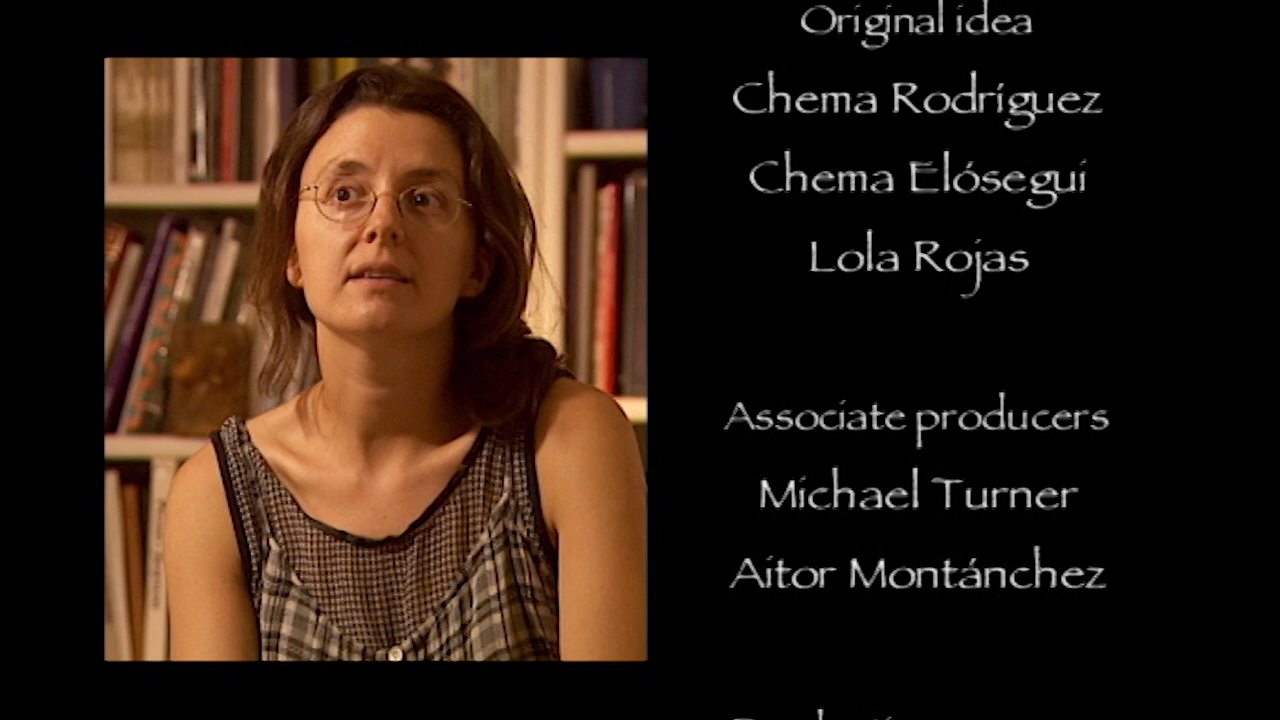 Original idea
Chema Rodríguez
Chema Elósegui
Lola Rojas
Associate producers
Michael Turner
Aitor Montánchez